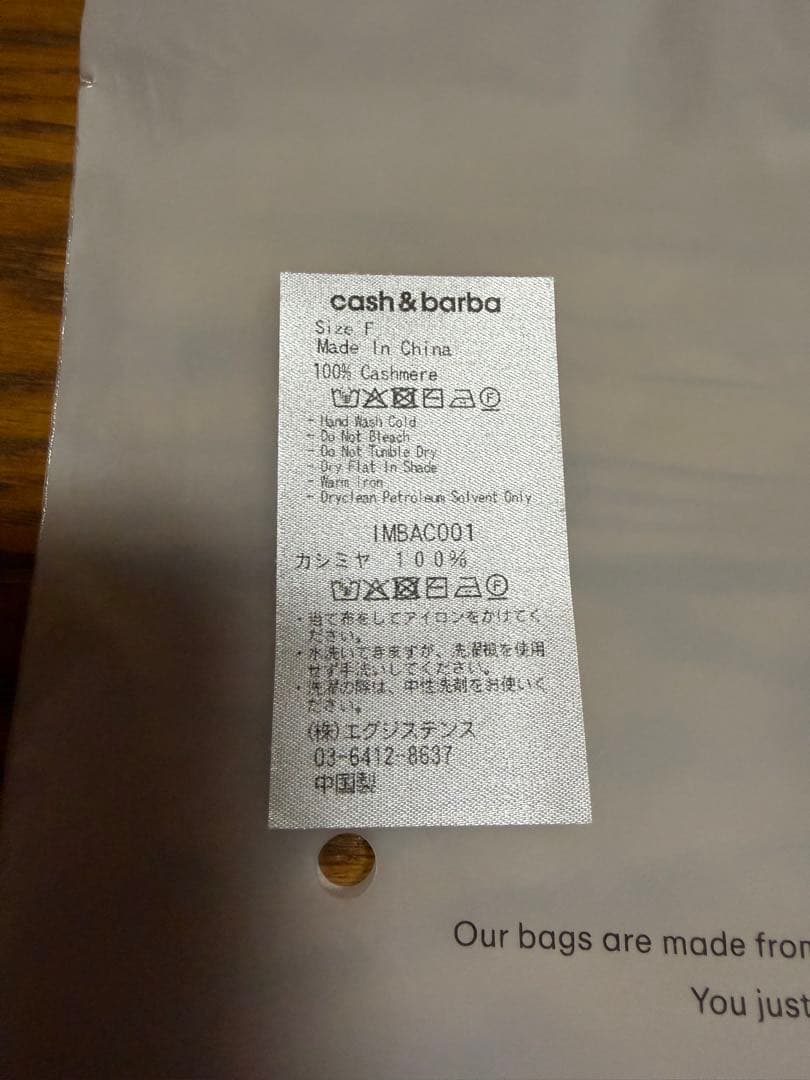 cash & barba
Size F
Made In China
100% Cashmere
- Hand Wash Cold
- Do Not Bleach
- Do Not Tumble Dry
- Dry Flat In Shade
- Warm Iron
- Dryclean Petroleum Solvent Only
IMBAC001
カシミヤ 100%
・当て布をしてアイロンをかけてく
ださい。
・水洗いできますが、洗濯機を使用
せず手洗いしてください。
・洗濯の際は、中性洗剤をお使いく
ださい。
(株)エグジステンス
03-6412-8637
中国製
Our bags are made from
You just